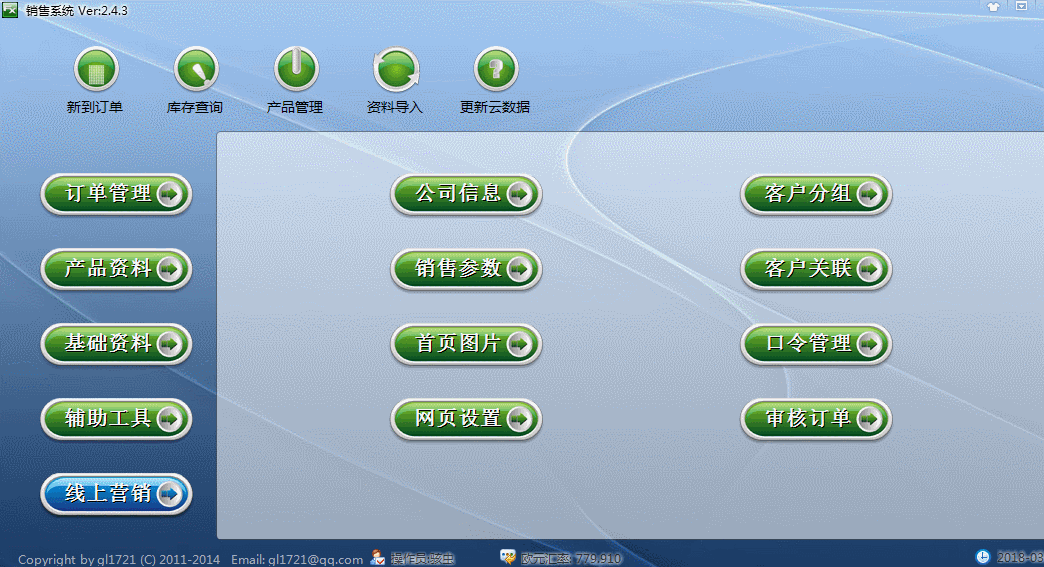 销售系统 Ver:2.4.3
新到订单 库存查询 产品管理 资料导入 更新云数据
订单管理 公司信息 客户分组
产品资料 销售参数 客户关联
基础资料 首页图片 口令管理
辅助工具 网页设置 审核订单
线上营销
Copyright by gl1721 (C) 2011-2014 Email: gl1721@qq.com 操作员 欧元汇率: 779.910 2018-03